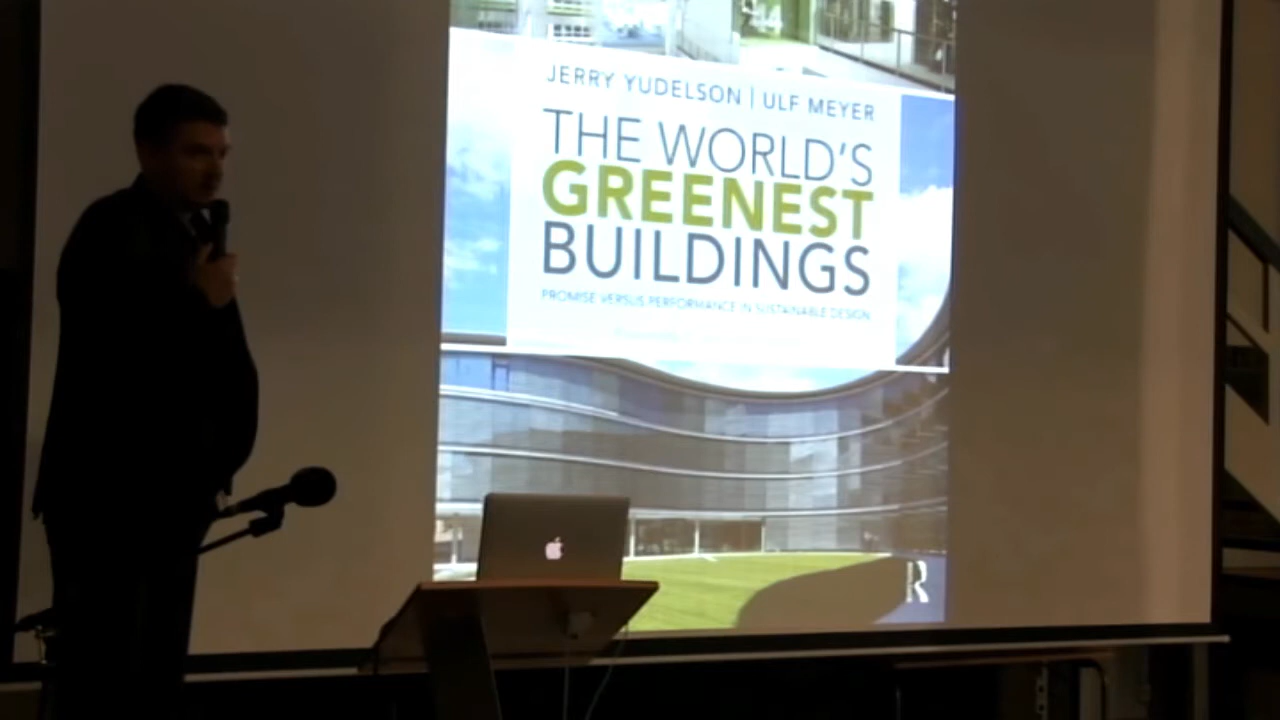 JERRY YUDELSON | ULF MEYER
THE WORLD'S
GREENEST
BUILDINGS
PROMISE VERSUS PERFORMANCE IN SUSTAINABLE DESIGN
R